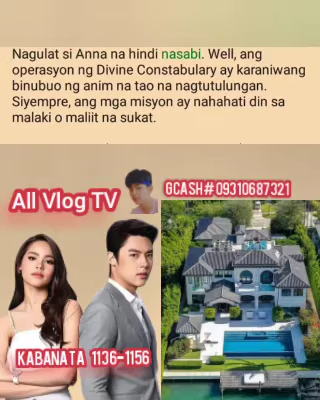 Nagulat si Anna na hindi nasabi. Well, ang
operasyon ng Divine Constabulary ay karaniwang
binubuo ng anim na tao na nagtutulungan.
Siyempre, ang mga misyon ay nahahati din sa
malaki o maliit na sukat.
All Vlog TV
GCASH#09310687321
KABANATA 1136-1156